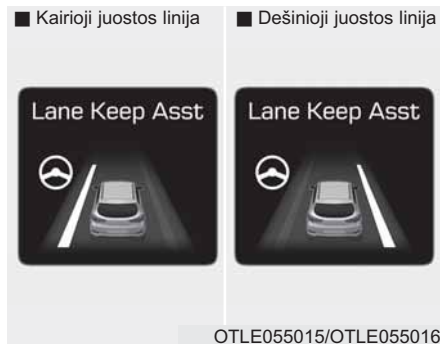 ■ Kairioji juostos linija
■ Dešinioji juostos linija
Lane Keep Asst
Lane Keep Asst
OTLE055015/OTLE055016